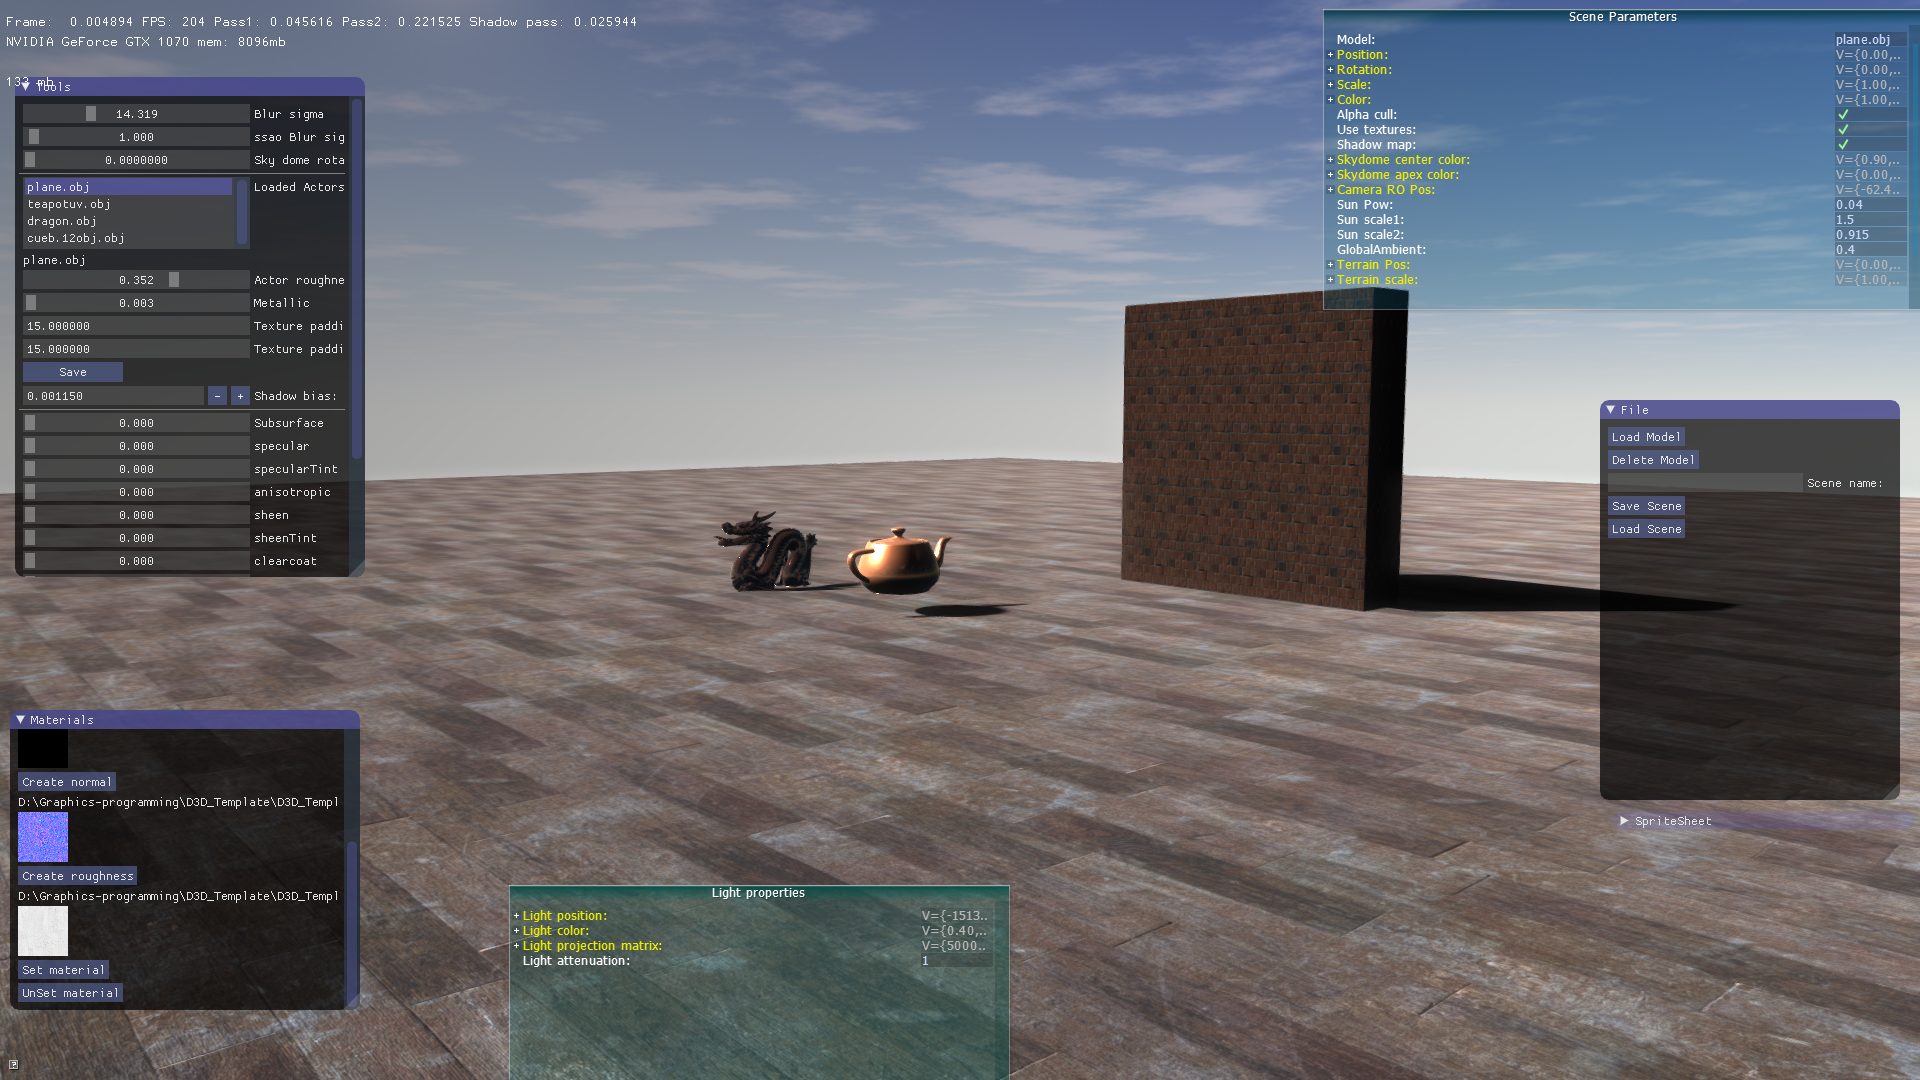 Frame:  0.004894 FPS: 204 Pass1: 0.045616 Pass2: 0.221525 Shadow pass: 0.025944
NVIDIA GeForce GTX 1070 mem: 8096mb
133 mb
Tools
14.319 Blur sigma
1.000 ssao Blur sig
0.0000000 Sky dome rota
plane.obj Loaded Actors
teapotuv.obj
dragon.obj
cueb.12obj.obj
plane.obj
0.352 Actor roughne
0.003 Metallic
15.000000 Texture paddi
15.000000 Texture paddi
Save
0.001150 - + Shadow bias:
0.000 Subsurface
0.000 specular
0.000 specularTint
0.000 anisotropic
0.000 sheen
0.000 sheenTint
0.000 clearcoat
Scene Parameters
Model: plane.obj
+ Position: V={0.00,..
+ Rotation: V={0.00,..
+ Scale: V={1.00,..
+ Color: V={1.00,..
Alpha cull: ✓
Use textures: ✓
Shadow map: ✓
+ Skydome center color: V={0.90,..
+ Skydome apex color: V={0.00,..
+ Camera RO Pos: V={-62.4..
Sun Pow: 0.04
Sun scale1: 1.5
Sun scale2: 0.915
GlobalAmbient: 0.4
+ Terrain Pos: V={0.00,..
+ Terrain scale: V={1.00,..
File
Load Model
Delete Model
Scene name:
Save Scene
Load Scene
SpriteSheet
Materials
Create normal
D:\Graphics-programming\D3D_Template\D3D_Templ
Create roughness
D:\Graphics-programming\D3D_Template\D3D_Templ
Set material
UnSet material
Light properties
+ Light position: V={-1513..
+ Light color: V={0.40,..
+ Light projection matrix: V={5000..
Light attenuation: 1
?